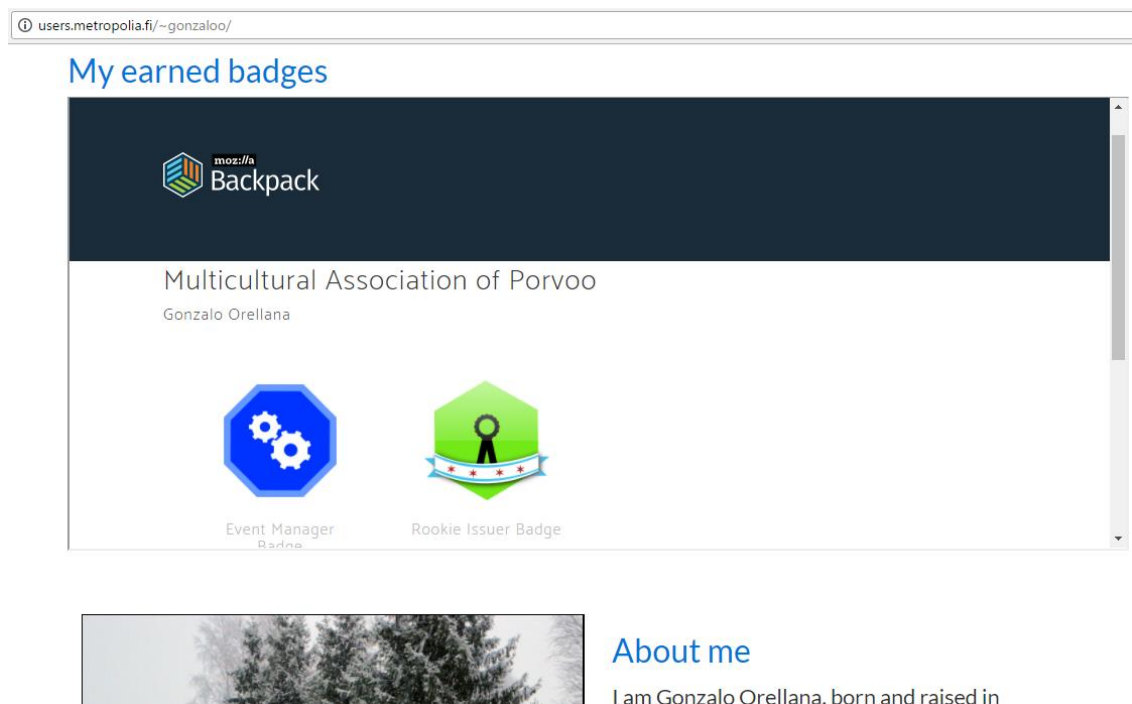 users.metropolia.fi/~gonzaloo/
My earned badges
moz://a
Backpack
Multicultural Association of Porvoo
Gonzalo Orellana
Event Manager
Badge
Rookie Issuer Badge
About me
I am Gonzalo Orellana, born and raised in